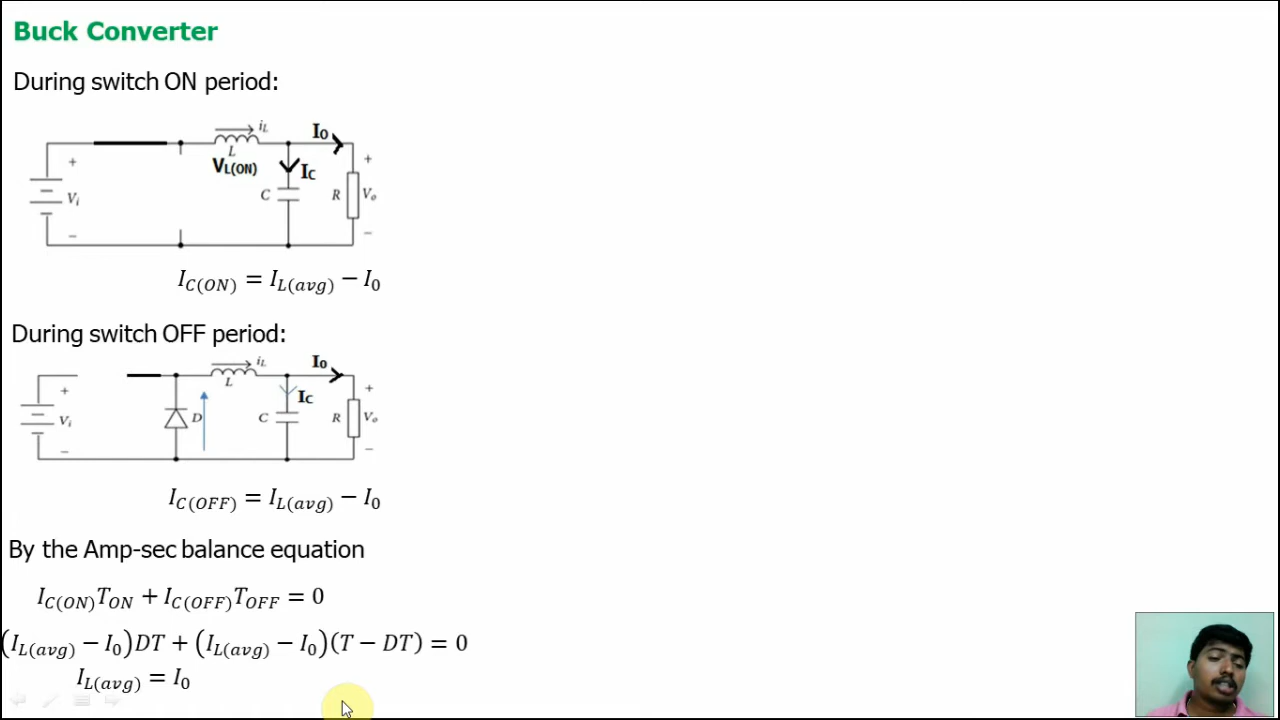 Buck Converter
During switch ON period:
iL
I0
L
VL(ON)
IC
+
+
Vi
C
R
Vo
−
−
IC(ON) = IL(avg) − I0
During switch OFF period:
iL
I0
L
IC
+
+
Vi
D
C
R
Vo
−
−
IC(OFF) = IL(avg) − I0
By the Amp-sec balance equation
IC(ON)TON + IC(OFF)TOFF = 0
(IL(avg) − I0)DT + (IL(avg) − I0)(T − DT) = 0
IL(avg) = I0